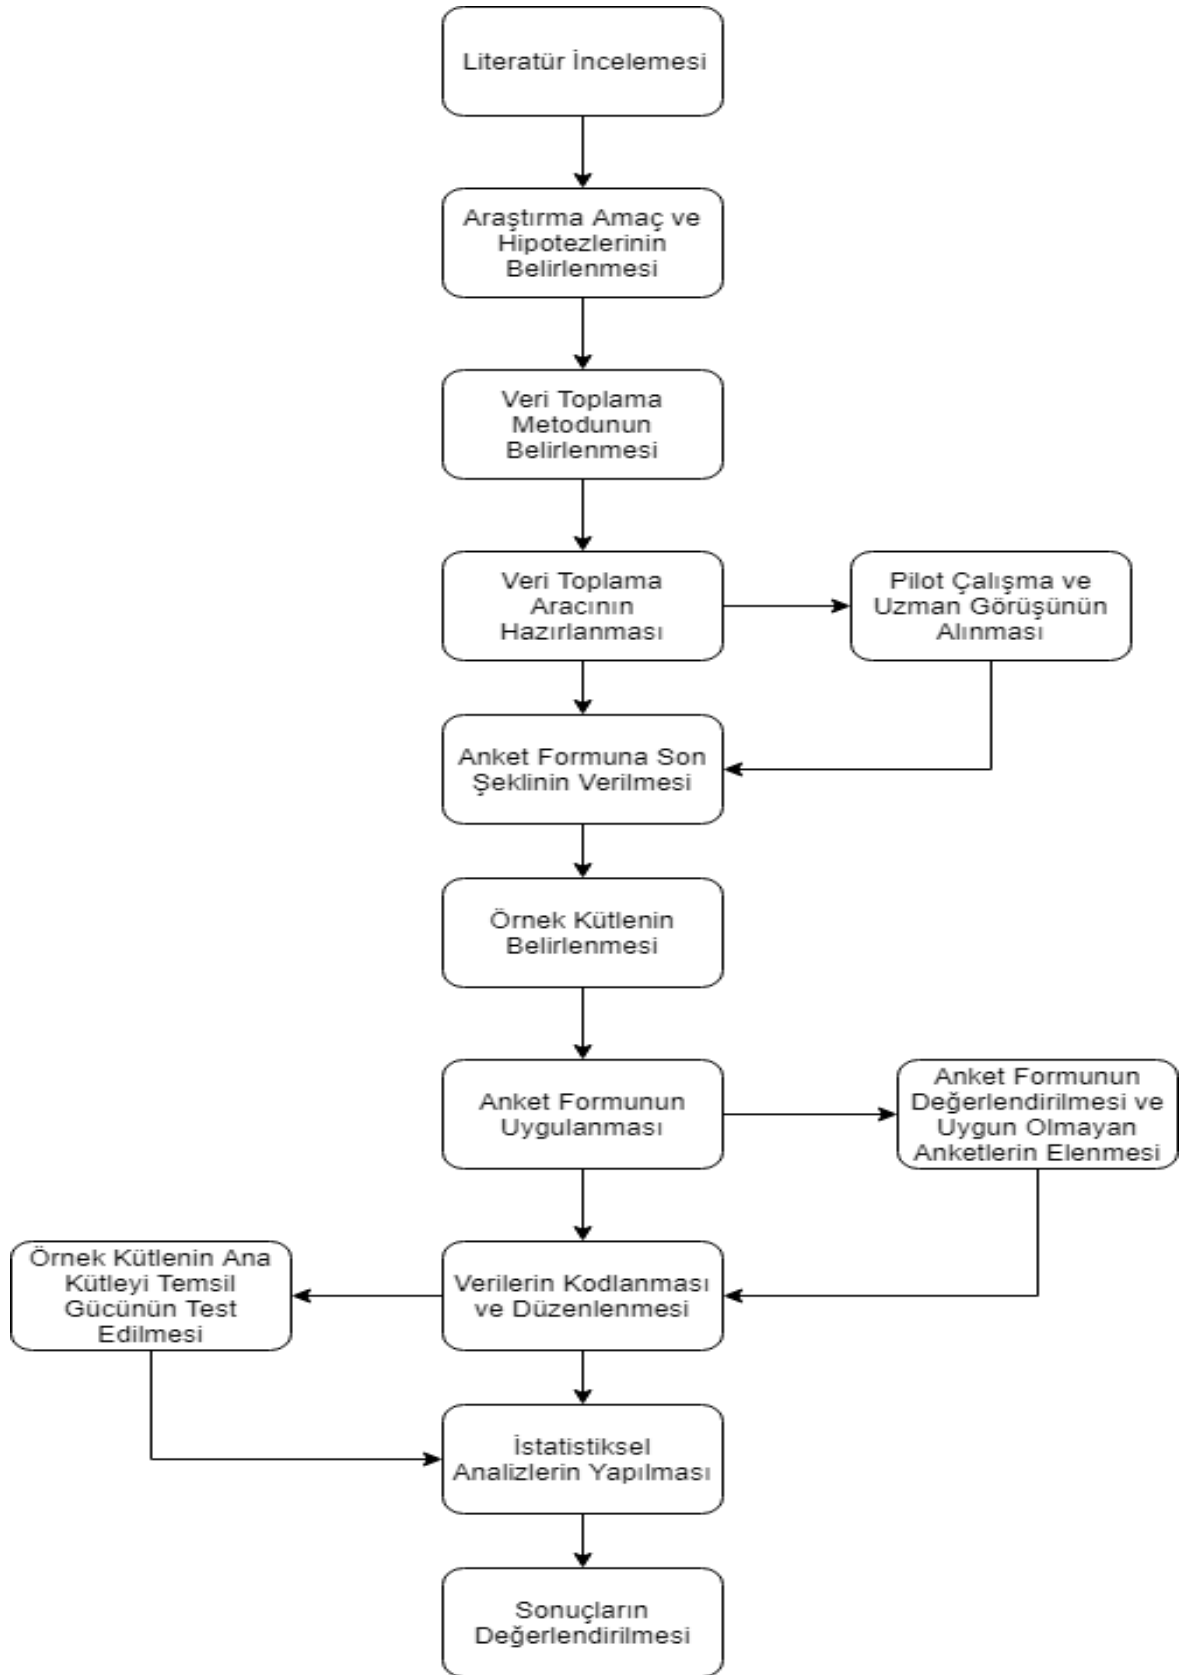 Literatür İncelemesi
Araştırma Amaç ve
Hipotezlerinin
Belirlenmesi
Veri Toplama
Metodunun
Belirlenmesi
Veri Toplama
Aracının
Hazırlanması
Pilot Çalışma ve
Uzman Görüşünün
Alınması
Anket Formuna Son
Şeklinin Verilmesi
Örnek Kütlenin
Belirlenmesi
Anket Formunun
Uygulanması
Anket Formunun
Değerlendirilmesi ve
Uygun Olmayan
Anketlerin Elenmesi
Verilerin Kodlanması
ve Düzenlenmesi
Örnek Kütlenin Ana
Kütleyi Temsil
Gücünün Test
Edilmesi
İstatistiksel
Analizlerin Yapılması
Sonuçların
Değerlendirilmesi